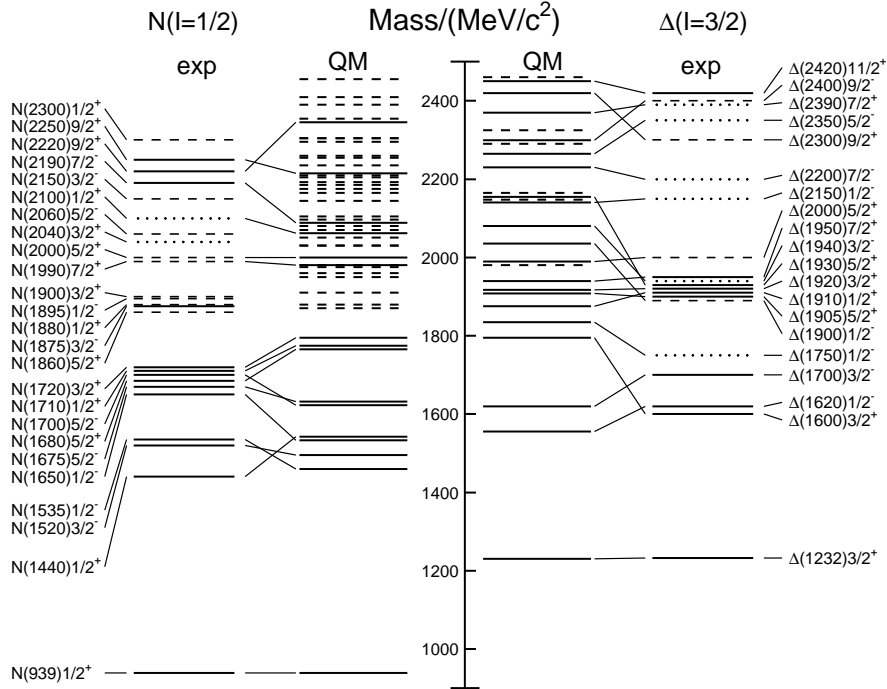 N(I=1/2) Mass/(MeV/c²) Δ(I=3/2)
exp QM QM exp
N(2300)1/2⁺
N(2250)9/2⁺
N(2220)9/2⁺
N(2190)7/2⁻
N(2150)3/2⁻
N(2100)1/2⁺
N(2060)5/2⁻
N(2040)3/2⁺
N(2000)5/2⁺
N(1990)7/2⁺
N(1900)3/2⁺
N(1895)1/2⁻
N(1880)1/2⁺
N(1875)3/2⁻
N(1860)5/2⁺
N(1720)3/2⁺
N(1710)1/2⁺
N(1700)5/2⁻
N(1680)5/2⁺
N(1675)5/2⁻
N(1650)1/2⁻
N(1535)1/2⁻
N(1520)3/2⁻
N(1440)1/2⁺
N(939)1/2⁺
2400
2200
2000
1800
1600
1400
1200
1000
Δ(2420)11/2⁺
Δ(2400)9/2⁻
Δ(2390)7/2⁺
Δ(2350)5/2⁻
Δ(2300)9/2⁺
Δ(2200)7/2⁻
Δ(2150)1/2⁻
Δ(2000)5/2⁺
Δ(1950)7/2⁺
Δ(1940)3/2⁻
Δ(1930)5/2⁺
Δ(1920)3/2⁺
Δ(1910)1/2⁺
Δ(1905)5/2⁺
Δ(1900)1/2⁻
Δ(1750)1/2⁻
Δ(1700)3/2⁻
Δ(1620)1/2⁻
Δ(1600)3/2⁺
Δ(1232)3/2⁺